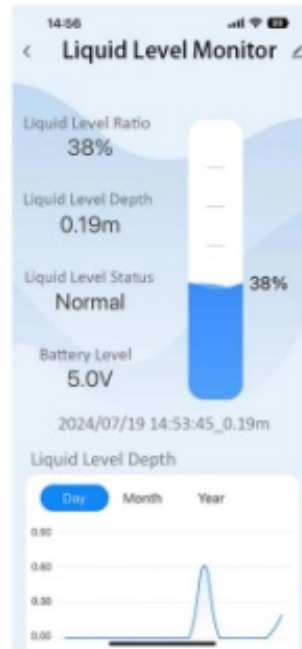 14:56
Liquid Level Monitor
Liquid Level Ratio
38%
Liquid Level Depth
0.19m
Liquid Level Status
Normal
38%
Battery Level
5.0V
2024/07/19 14:53:45_0.19m
Liquid Level Depth
Day Month Year
0.90
0.60
0.30
0.00